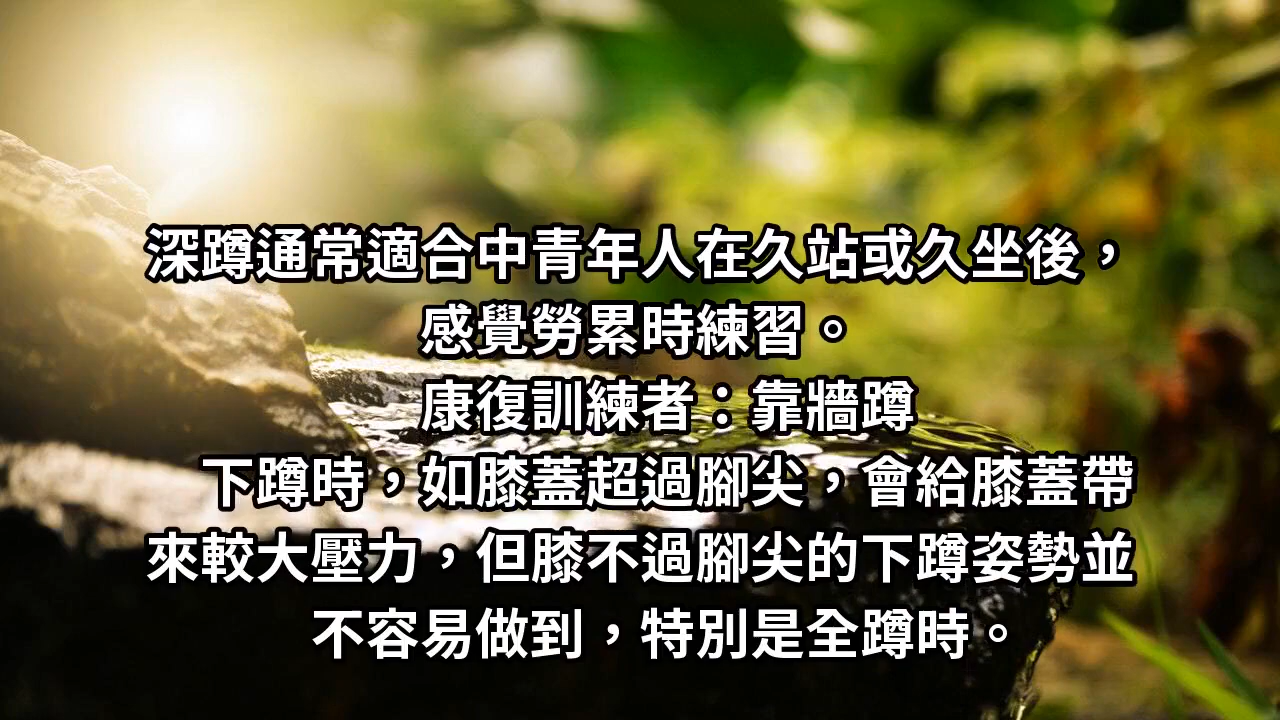 深蹲通常適合中青年人在久站或久坐後，
感覺勞累時練習。
康復訓練者：靠牆蹲
下蹲時，如膝蓋超過腳尖，會給膝蓋帶
來較大壓力，但膝不過腳尖的下蹲姿勢並
不容易做到，特別是全蹲時。